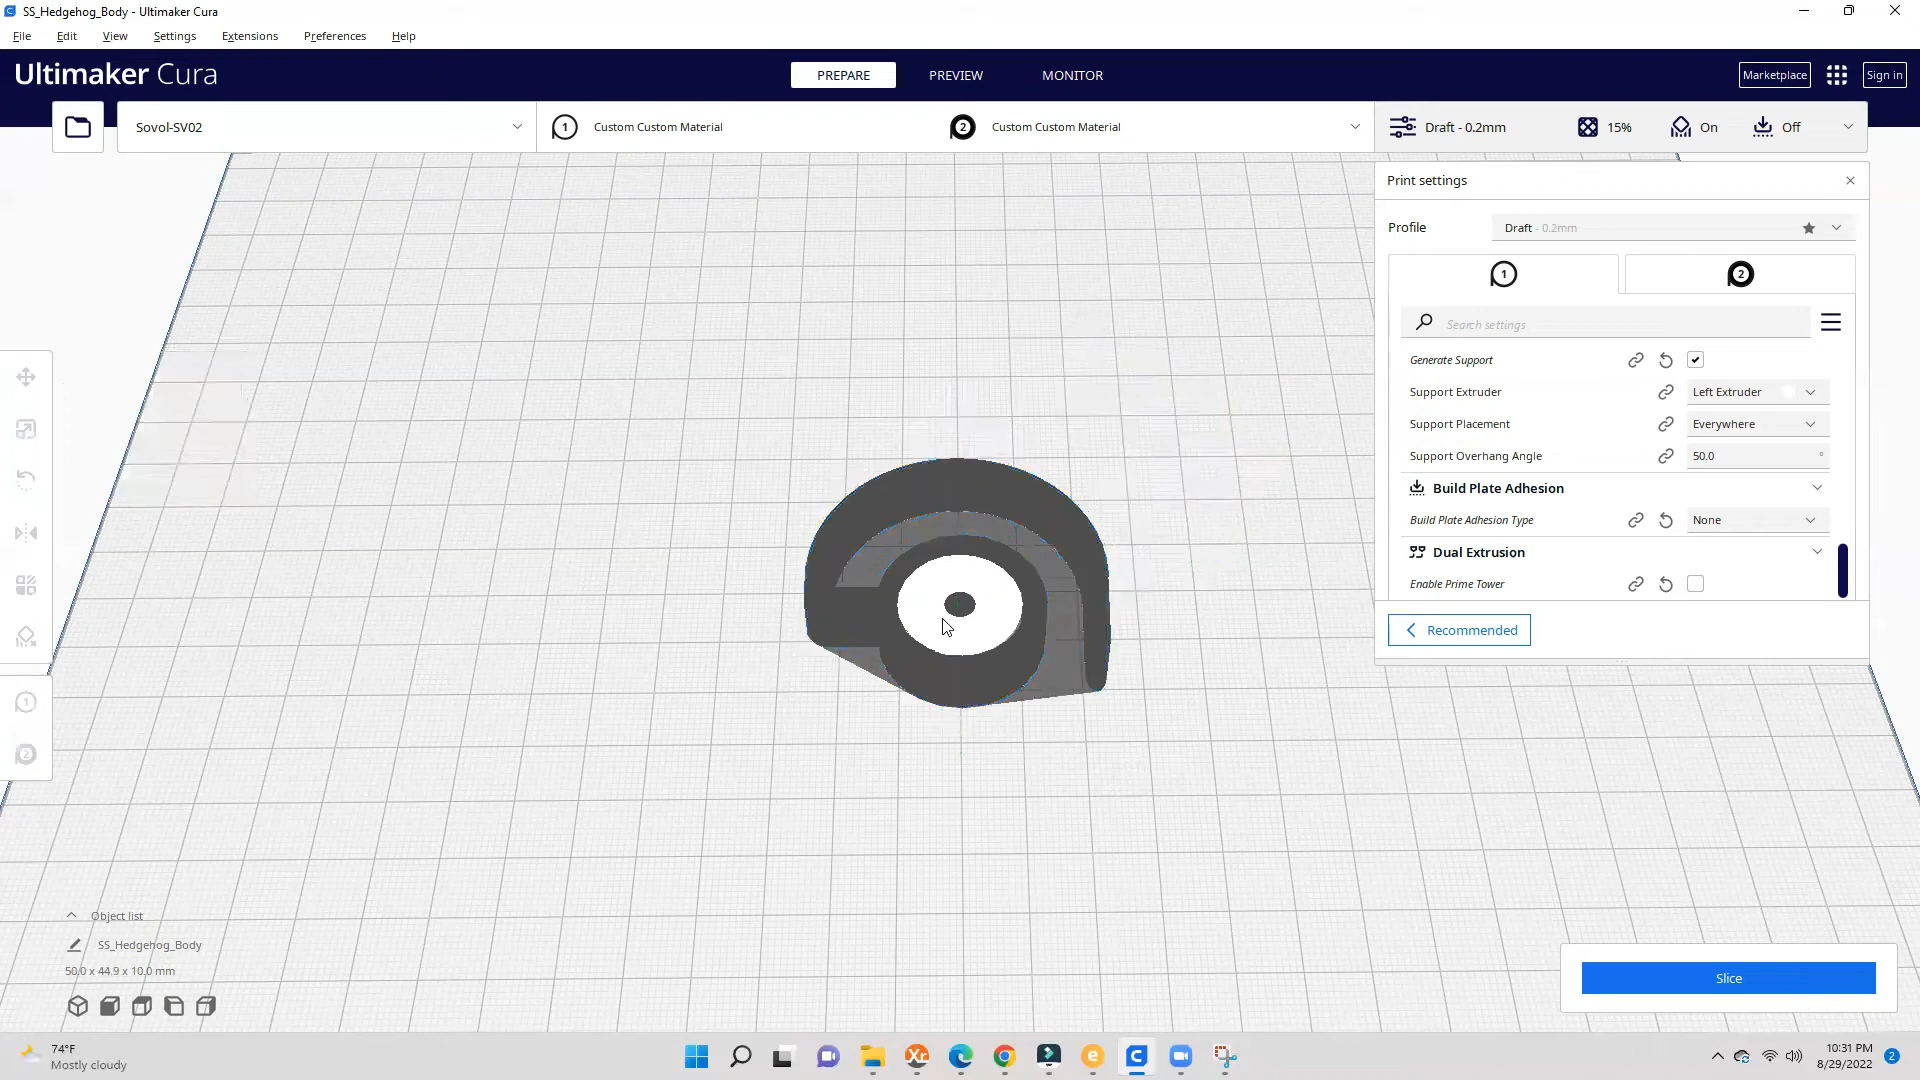 SS_Hedgehog_Body - Ultimaker Cura
File Edit View Settings Extensions Preferences Help
Ultimaker Cura
PREPARE PREVIEW MONITOR
Marketplace Sign in
Sovol-SV02
1 Custom Custom Material
2 Custom Custom Material
Draft - 0.2mm 15% On Off
Print settings
Profile Draft - 0.2mm
1 2
Search settings
Generate Support
Support Extruder Left Extruder
Support Placement Everywhere
Support Overhang Angle 50.0 °
Build Plate Adhesion
Build Plate Adhesion Type None
Dual Extrusion
Enable Prime Tower
Recommended
1
2
Object list
SS_Hedgehog_Body
50.0 x 44.9 x 10.0 mm
Slice
74°F
Mostly cloudy
Xr
e
C
10:31 PM
8/29/2022
2